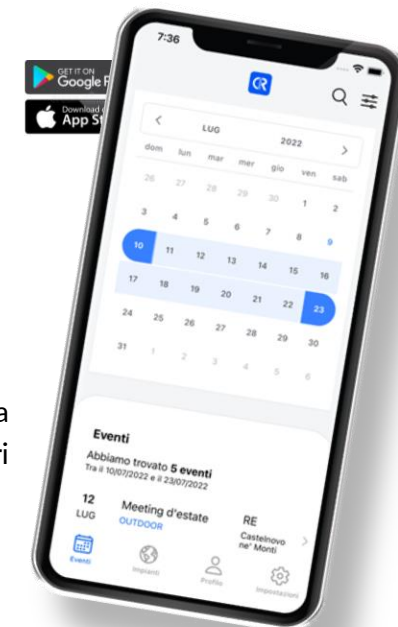 7:36
GET IT ON
Google P
Download
App St
CR
< LUG 2022 >
dom lun mar mer gio ven sab
26 27 28 29 30 1 2
3 4 5 6 7 8 9
10 11 12 13 14 15 16
17 18 19 20 21 22 23
24 25 26 27 28 29 30
31 1 2 3 4 5 6
a
ri
Eventi
Abbiamo trovato 5 eventi
Tra il 10/07/2022 e il 23/07/2022
12
LUG
Meeting d'estate
OUTDOOR
RE
Castelnovo
ne' Monti
>
Eventi Impianti Profilo Impostazioni